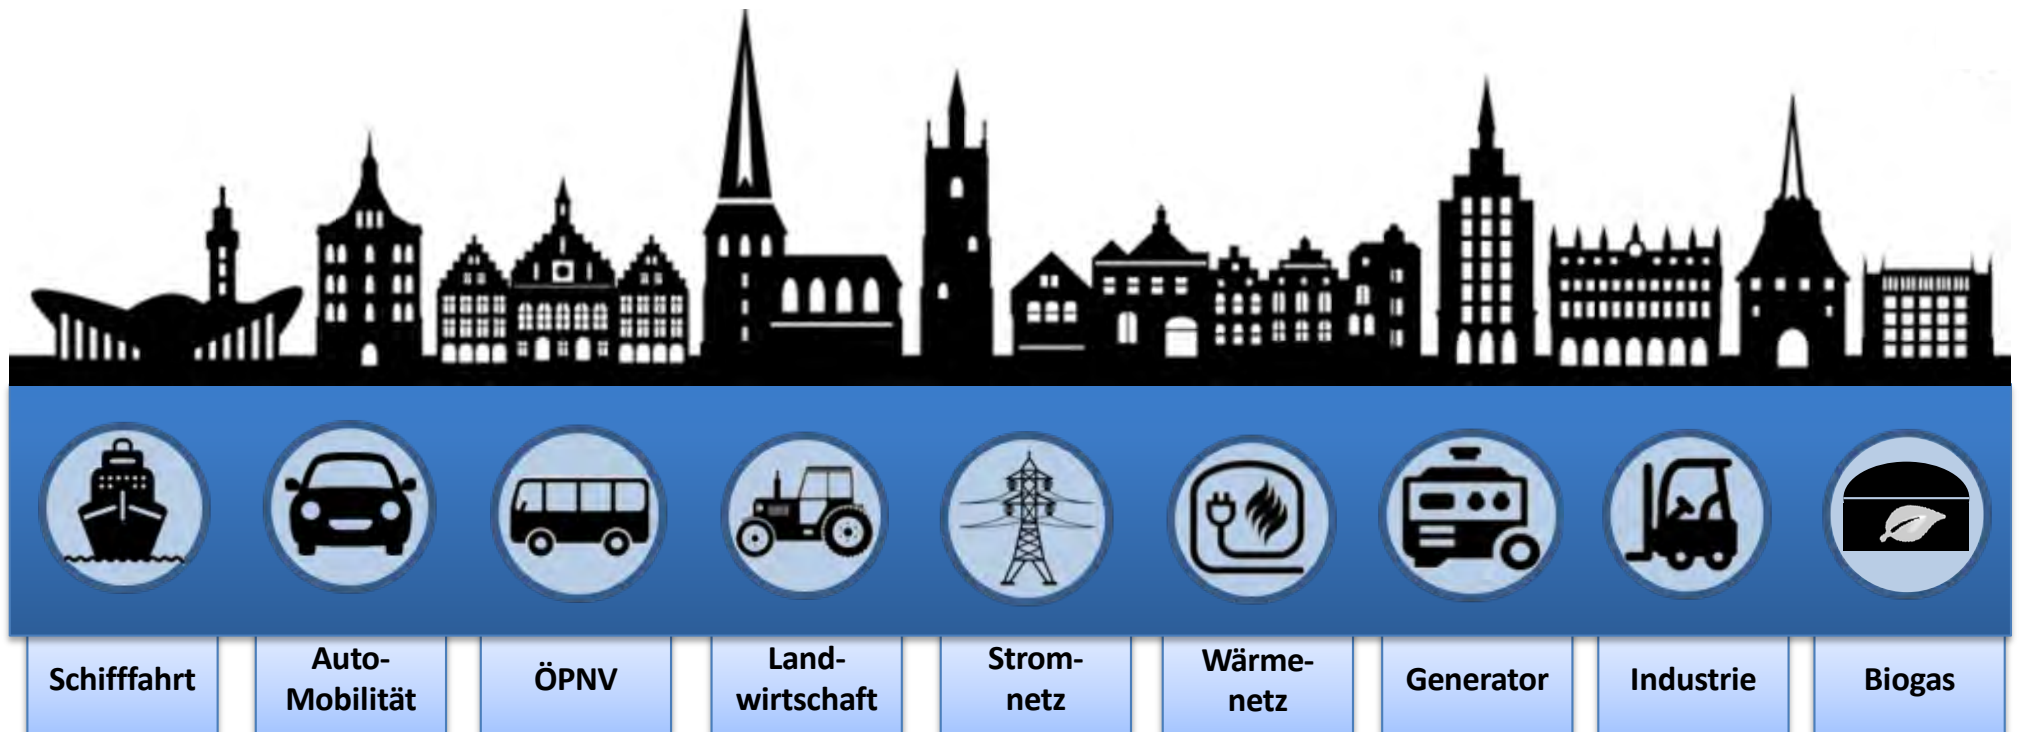 Schifffahrt
Auto-
Mobilität
ÖPNV
Land-
wirtschaft
Strom-
netz
Wärme-
netz
Generator
Industrie
Biogas